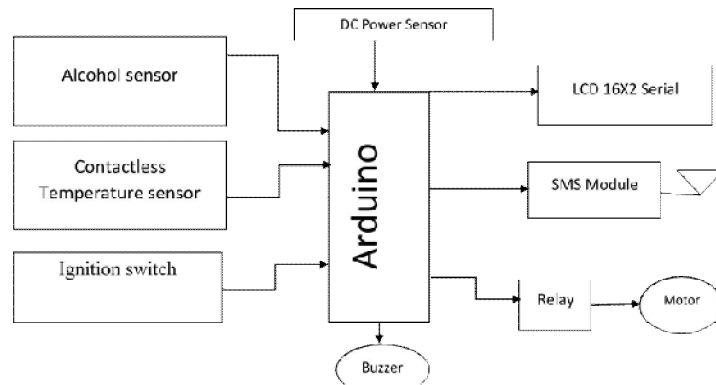 DC Power Sensor
Alcohol sensor
LCD 16X2 Serial
Contactless
Temperature sensor
Arduino
SMS Module
Ignition switch
Relay
Motor
Buzzer